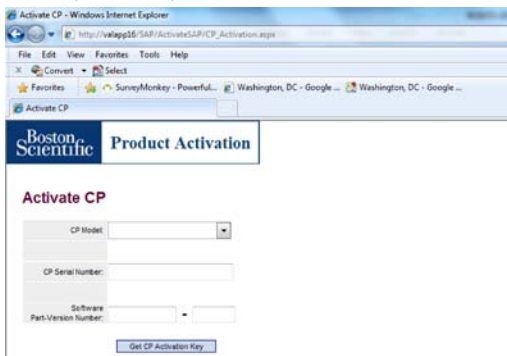 Activate CP - Windows Internet Explorer
http://valapp16/SAP/ActivateSAP/CP_Activation.aspx
File Edit View Favorites Tools Help
× Convert Select
Favorites SurveyMonkey - Powerful... Washington, DC - Google ... Washington, DC - Google ...
Activate CP
Boston Scientific Product Activation
Activate CP
CP Model:
CP Serial Number:
Software
Part-Version Number: -
Get CP Activation Key